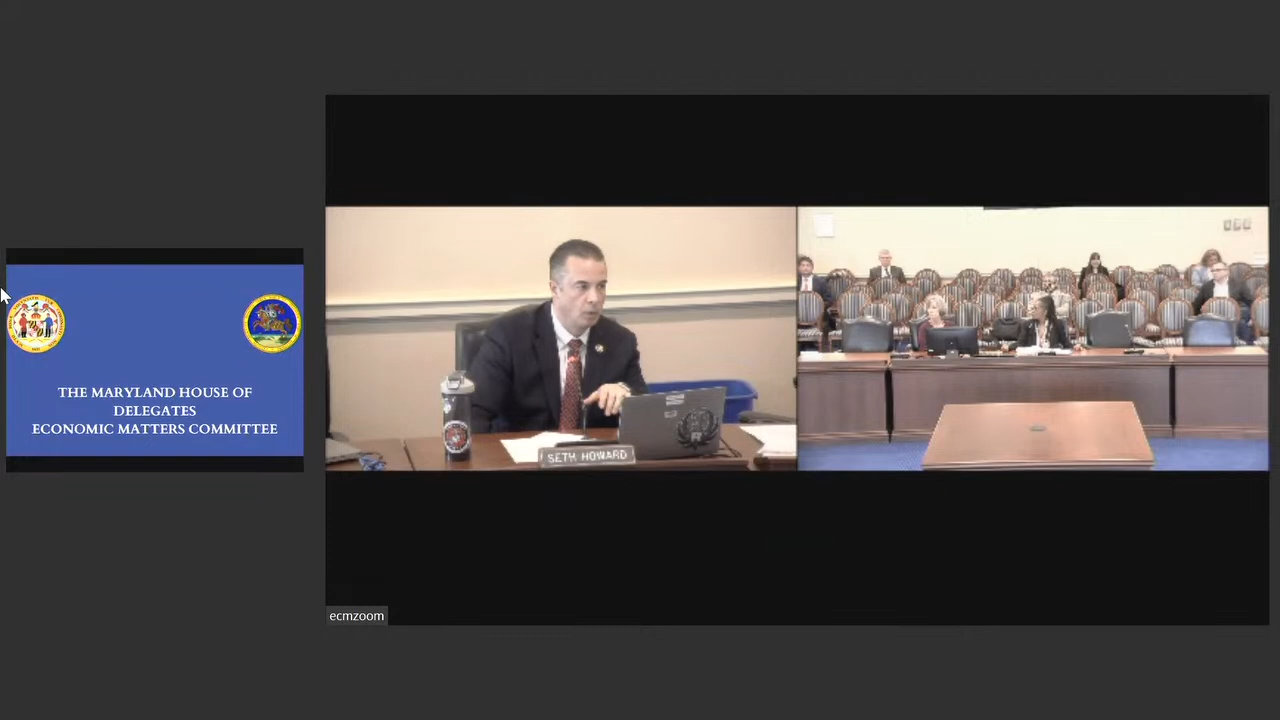 THE MARYLAND HOUSE OF
DELEGATES
ECONOMIC MATTERS COMMITTEE
SETH HOWARD
ecmzoom